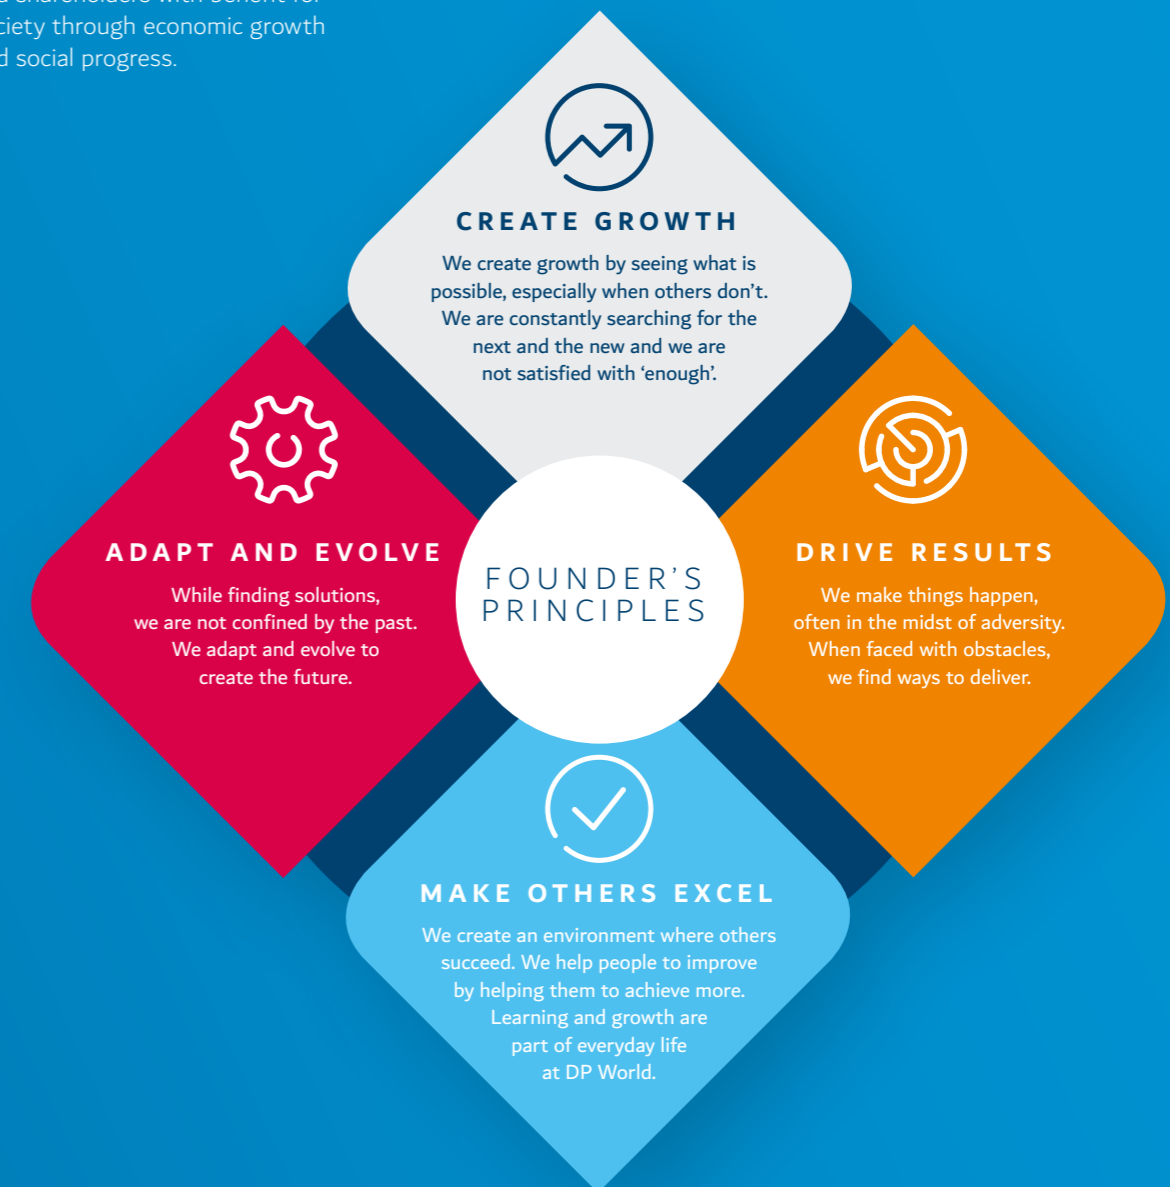 shareholders with benefit for
through economic growth
social progress.
CREATE GROWTH
We create growth by seeing what is
possible, especially when others don’t.
We are constantly searching for the
next and the new and we are
not satisfied with ‘enough’.
ADAPT AND EVOLVE
While finding solutions,
we are not confined by the past.
We adapt and evolve to
create the future.
FOUNDER’S
PRINCIPLES
DRIVE RESULTS
We make things happen,
often in the midst of adversity.
When faced with obstacles,
we find ways to deliver.
MAKE OTHERS EXCEL
We create an environment where others
succeed. We help people to improve
by helping them to achieve more.
Learning and growth are
part of everyday life
at DP World.